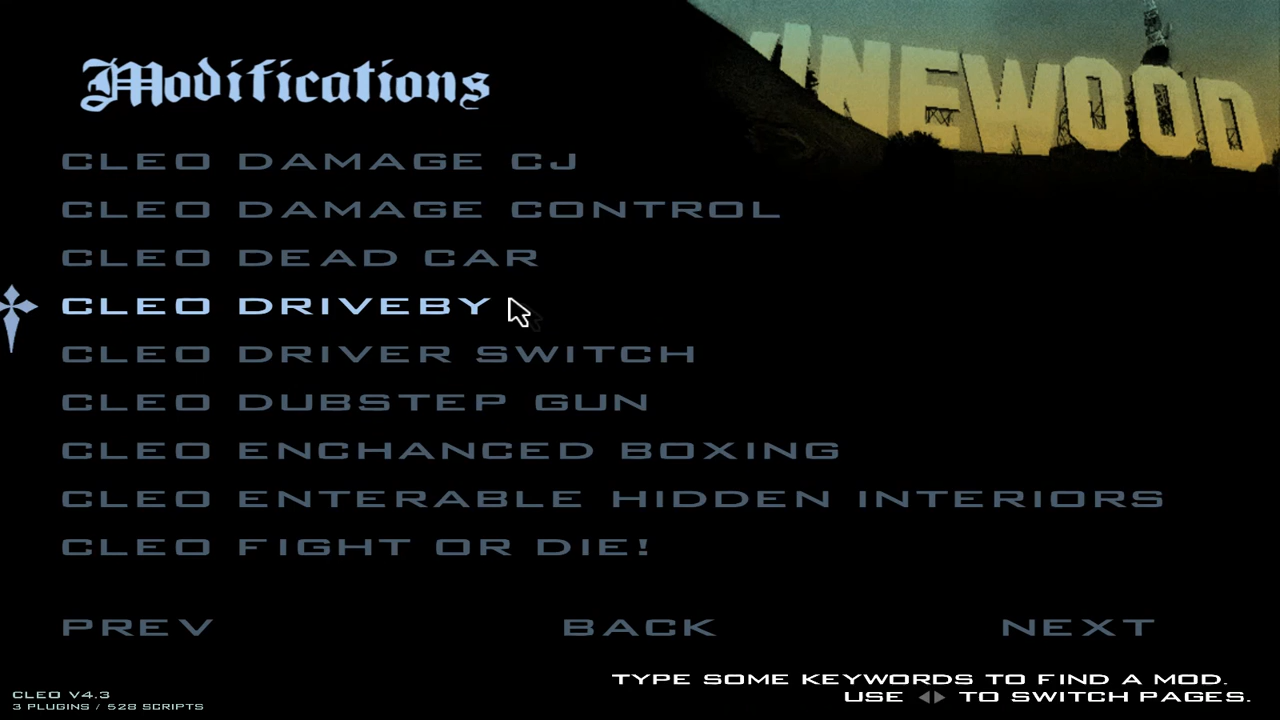 Modifications
INEWOOD
CLEO DAMAGE CJ
CLEO DAMAGE CONTROL
CLEO DEAD CAR
CLEO DRIVEBY
CLEO DRIVER SWITCH
CLEO DUBSTEP GUN
CLEO ENCHANCED BOXING
CLEO ENTERABLE HIDDEN INTERIORS
CLEO FIGHT OR DIE!
PREV BACK NEXT
TYPE SOME KEYWORDS TO FIND A MOD.
USE ◀▶ TO SWITCH PAGES.
CLEO V4.3
3 PLUGINS / 528 SCRIPTS